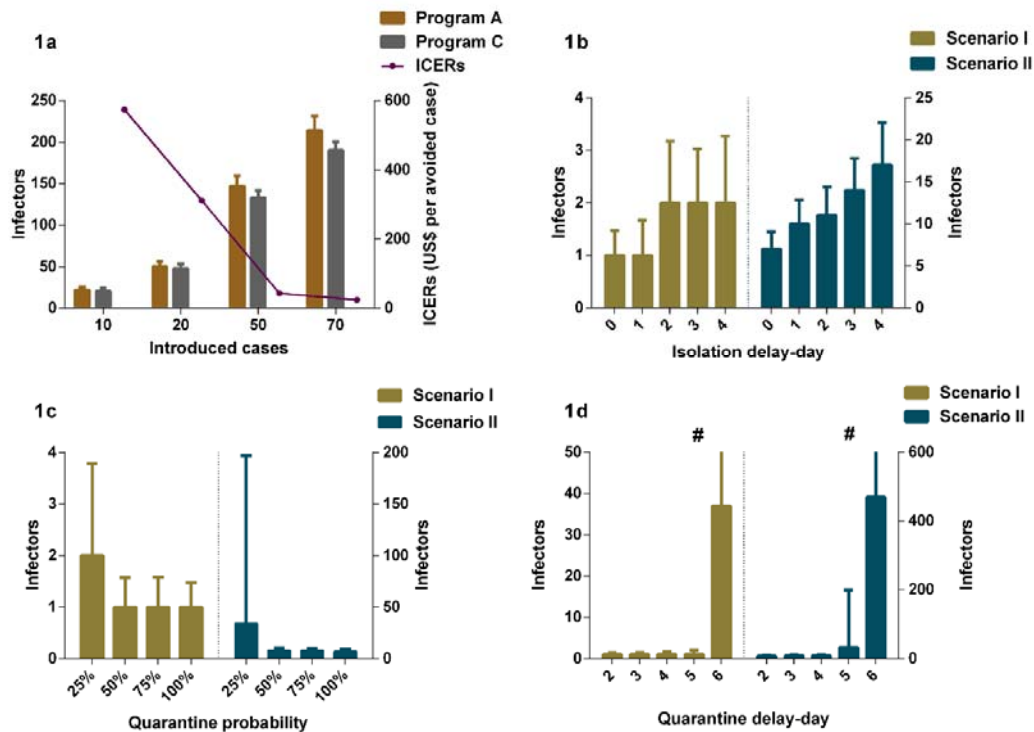 1a
Program A
Program C
ICERs
250
200
150
100
50
0
Infectors
600
400
200
0
ICERs (US$ per avoided case)
10 20 50 70
Introduced cases
1b
Scenario I
Scenario II
4
3
2
1
0
Infectors
25
20
15
10
5
0
Infectors
0 1 2 3 4 0 1 2 3 4
Isolation delay-day
1c
Scenario I
Scenario II
4
3
2
1
0
Infectors
200
150
100
50
0
Infectors
25% 50% 75% 100% 25% 50% 75% 100%
Quarantine probability
1d
Scenario I
Scenario II
# #
50
40
30
20
10
0
Infectors
600
400
200
0
Infectors
2 3 4 5 6 2 3 4 5 6
Quarantine delay-day